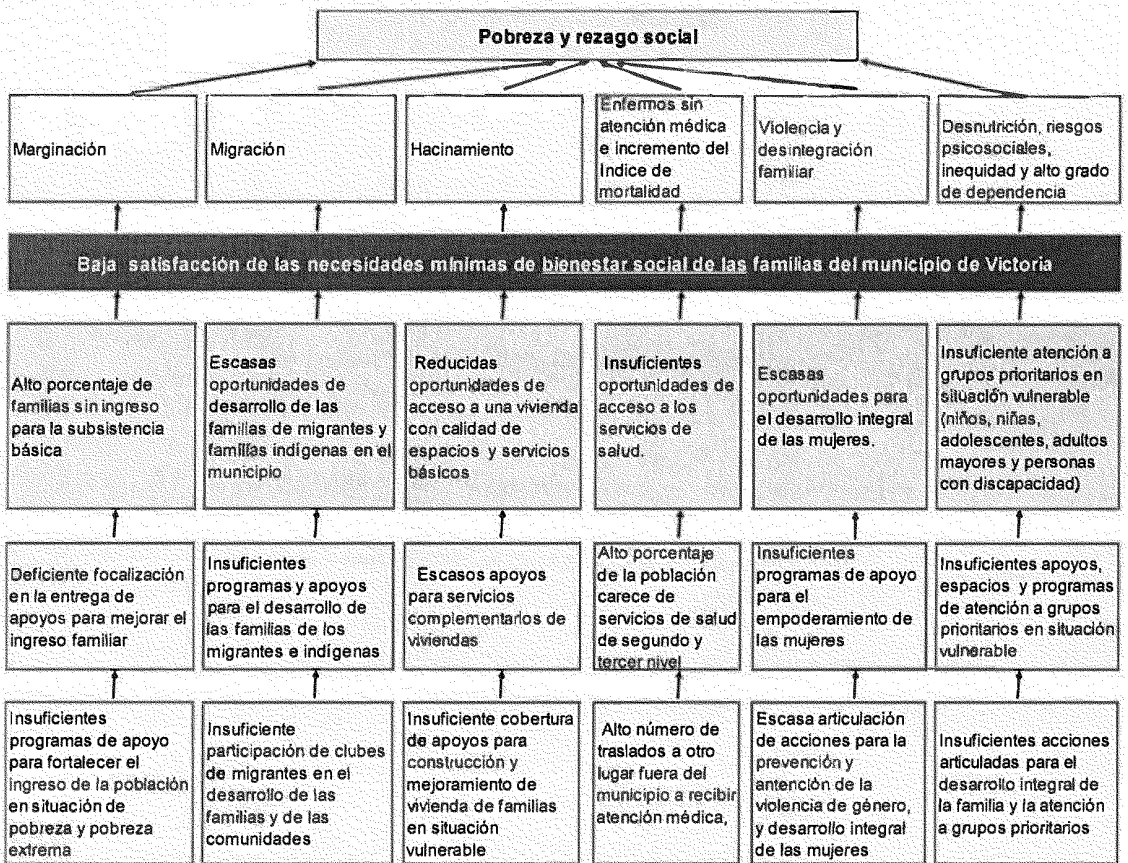 Pobreza y rezago social
Marginación
Migración
Hacinamiento
Enfermos sin
atención médica
e incremento del
Indice de
mortalidad
Violencia y
desintegración
familiar
Desnutrición, riesgos
psicosociales,
inequidad y alto grado
de dependencia
Baja satisfacción de las necesidades mínimas de bienestar social de las familias del municipio de Victoria
Alto porcentaje de
familias sin ingreso
para la subsistencia
básica
Escasas
oportunidades de
desarrollo de las
familias de migrantes y
familias indígenas en el
municipio
Reducidas
oportunidades de
acceso a una vivienda
con calidad de
espacios y servicios
básicos
Insuficientes
oportunidades de
acceso a los
servicios de
salud.
Escasas
oportunidades para
el desarrollo integral
de las mujeres.
Insuficiente atención a
grupos prioritarios en
situación vulnerable
(niños, niñas,
adolescentes, adultos
mayores y personas
con discapacidad)
Deficiente focalización
en la entrega de
apoyos para mejorar el
ingreso familiar
Insuficientes
programas y apoyos
para el desarrollo de
las familias de los
migrantes e indígenas
Escasos apoyos
para servicios
complementarios de
viviendas
Alto porcentaje
de la población
carece de
servicios de salud
de segundo y
tercer nivel
Insuficientes
programas de apoyo
para el
empoderamiento de
las mujeres
Insuficientes apoyos,
espacios y programas
de atención a grupos
prioritarios en situación
vulnerable
Insuficientes
programas de apoyo
para fortalecer el
ingreso de la población
en situación de
pobreza y pobreza
extrema
Insuficiente
participación de clubes
de migrantes en el
desarrollo de las
familias y de las
comunidades
Insuficiente cobertura
de apoyos para
construcción y
mejoramiento de
vivienda de familias
en situación
vulnerable
Alto número de
traslados a otro
lugar fuera del
municipio a recibir
atención médica,
Escasa articulación
de acciones para la
prevención y
antención de la
violencia de género,
y desarrollo integral
de las mujeres
Insuficientes acciones
articuladas para el
desarrollo integral de
la familia y la atención
a grupos prioritarios